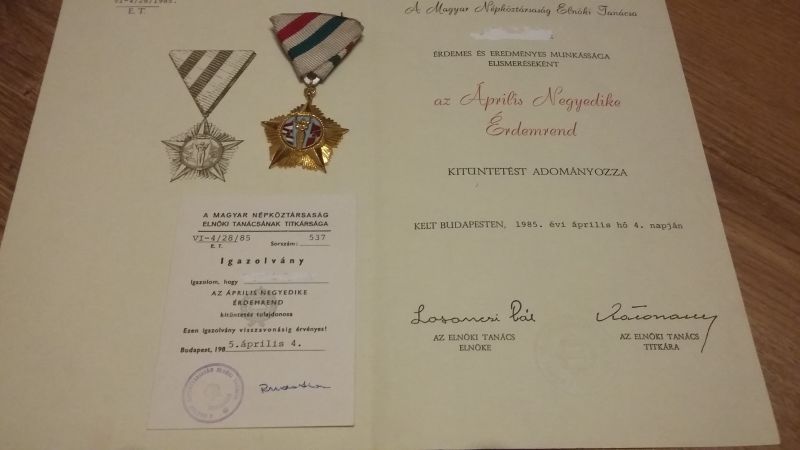 VI-4/28/1985.
E.T.
A Magyar Népköztársaság Elnöki Tanácsa
ÉRDEMES ÉS EREDMÉNYES MUNKÁSSÁGA
ELISMERÉSEKÉNT
az Április Negyedike
Érdemrend
KITÜNTETÉST ADOMÁNYOZZA
KELT BUDAPESTEN, 1985. évi április hó 4. napján
Losonczi Pál
AZ ELNÖKI TANÁCS
ELNÖKE
AZ ELNÖKI TANÁCS
TITKÁRA
A MAGYAR NÉPKÖZTÁRSASÁG
ELNÖKI TANÁCSÁNAK TITKÁRSÁGA
VI-4/28/85 Sorszám: 537
E.T.
Igazolvány
Igazolom, hogy
AZ ÁPRILIS NEGYEDIKE
ÉRDEMREND
kitüntetés tulajdonosa
Ezen igazolvány visszavonásig érvényes!
Budapest, 198 5.április 4.